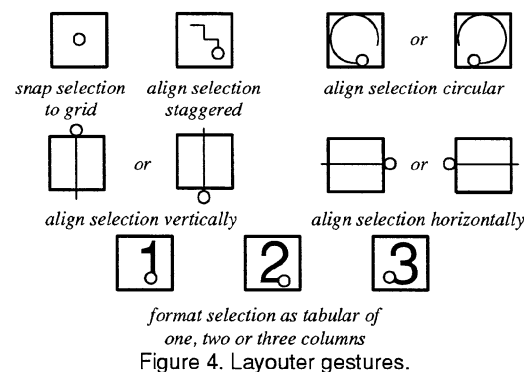 or
snap selection
to grid
align selection
staggered
align selection circular
or
or
align selection vertically
align selection horizontally
1
2
3
format selection as tabular of
one, two or three columns
Figure 4. Layouter gestures.